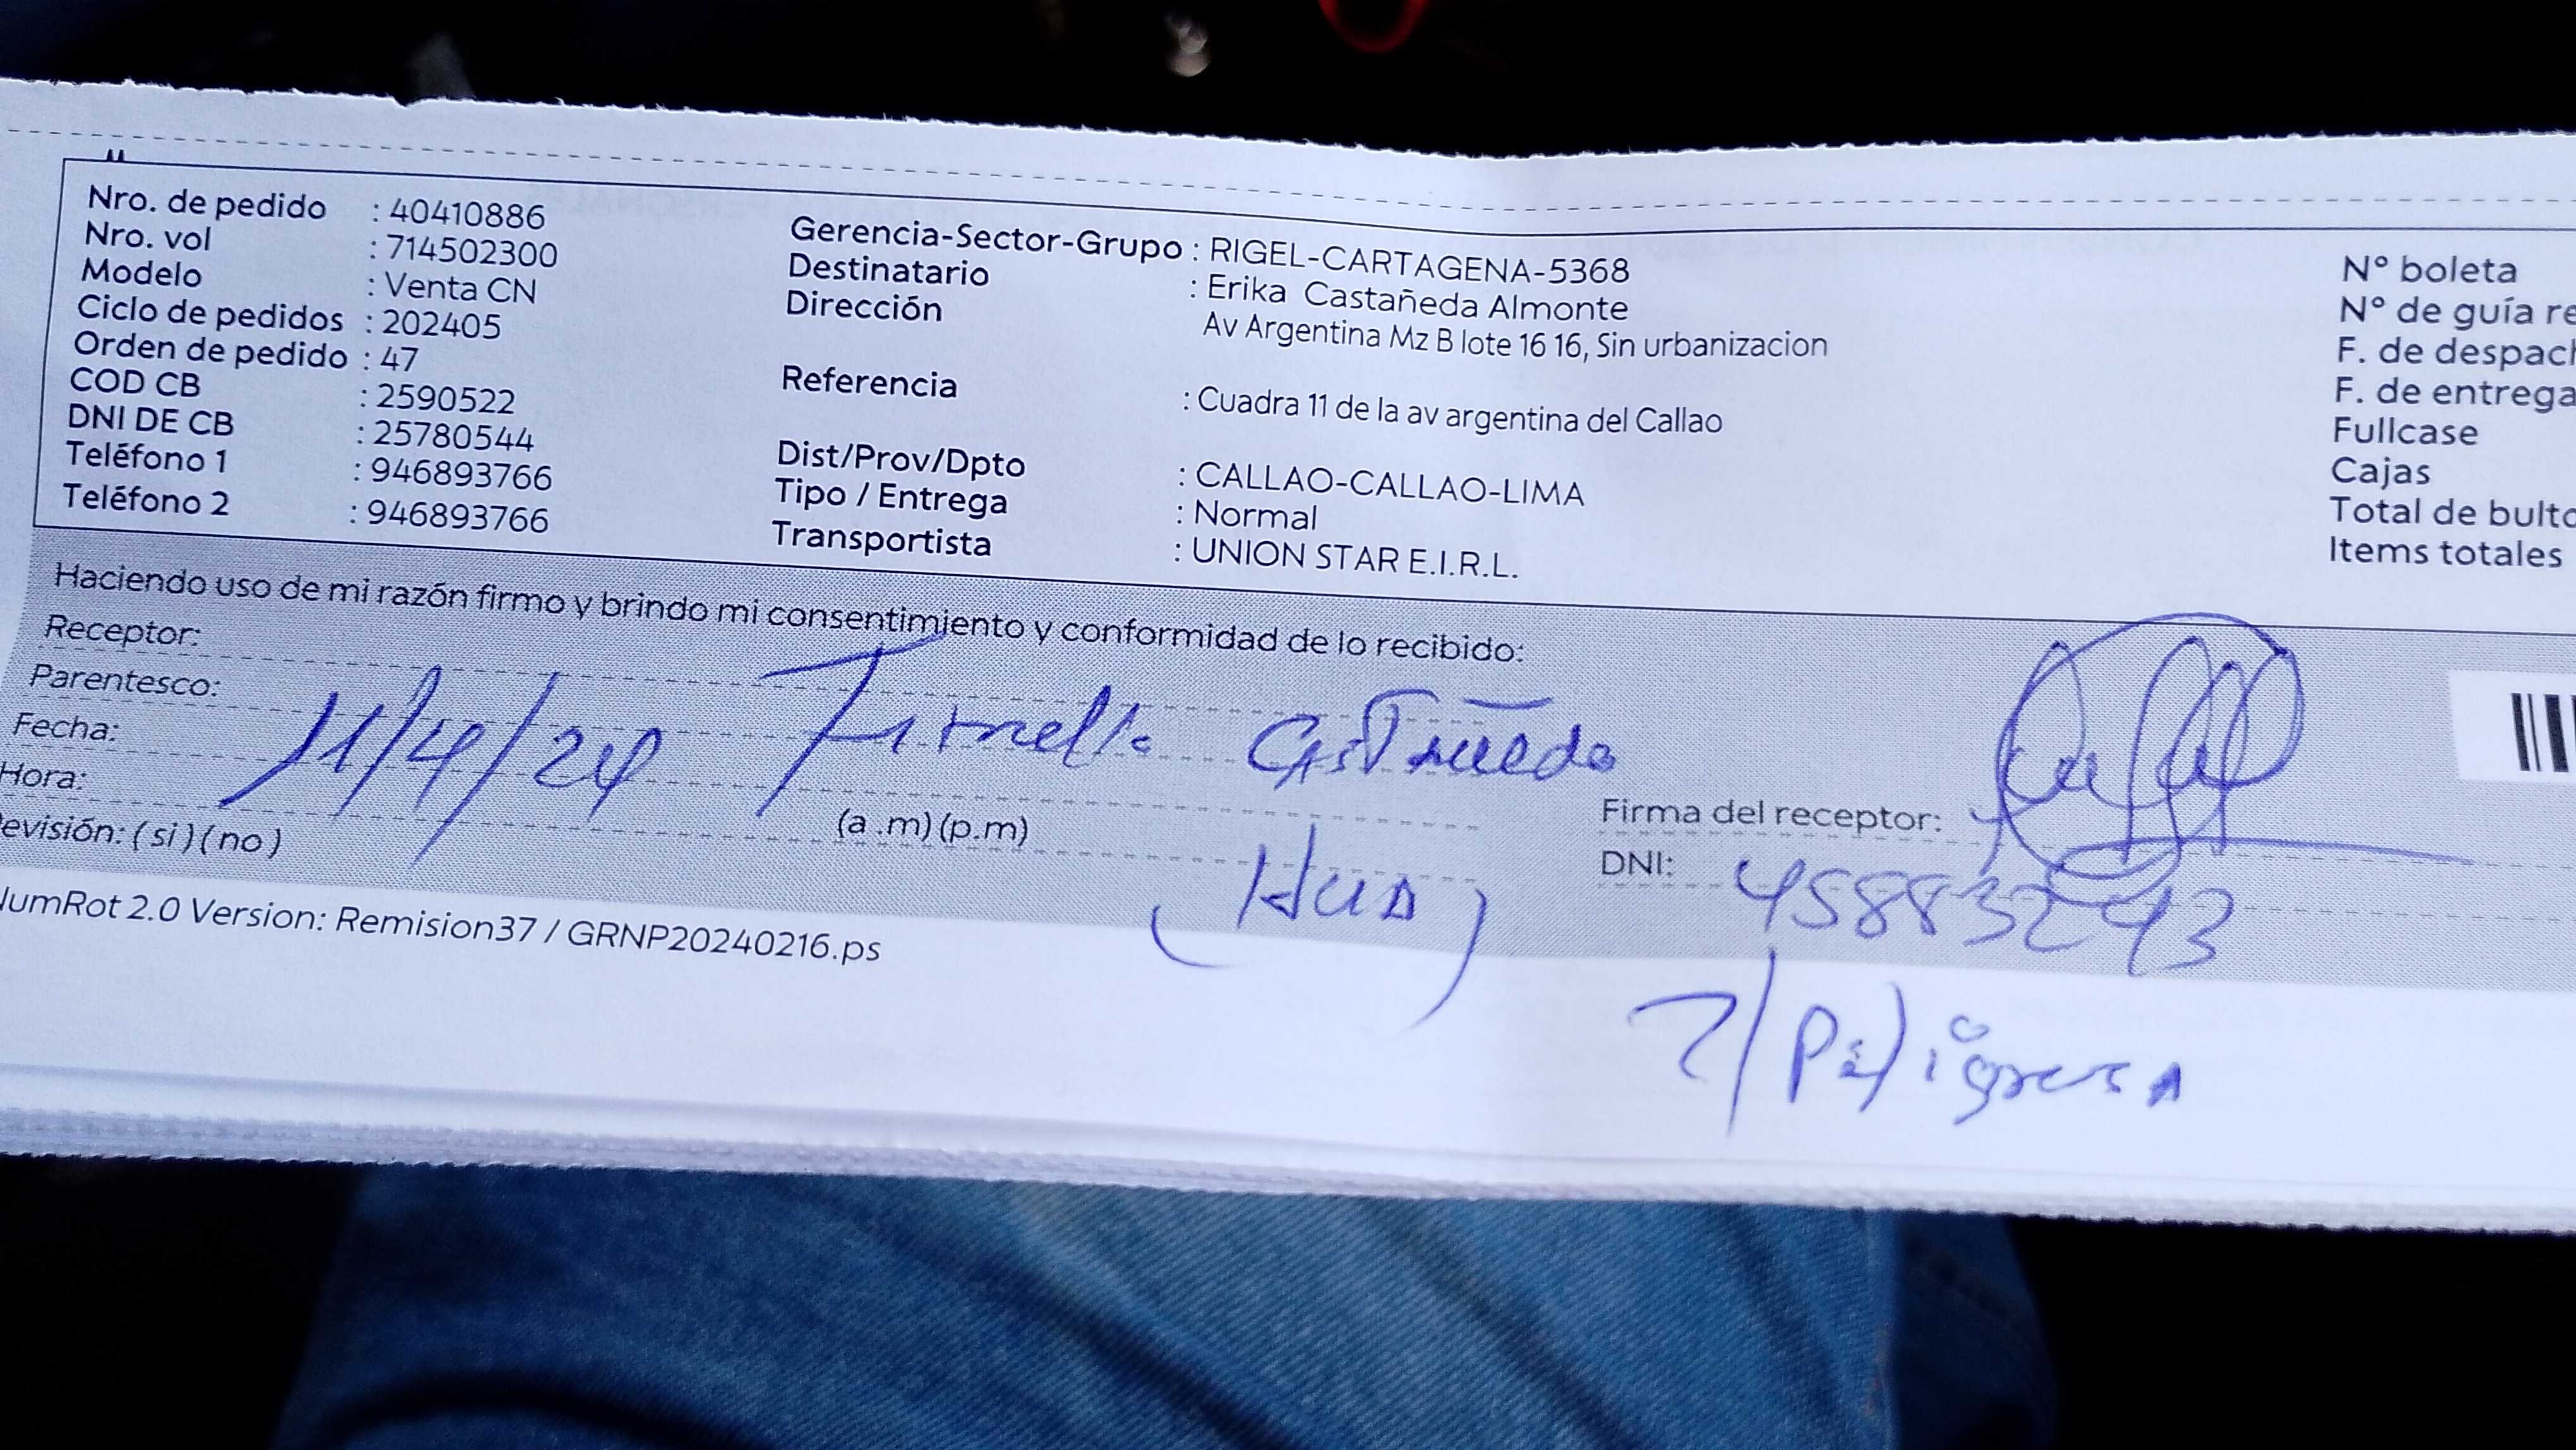 Nro. de pedido : 40410886
Nro. vol : 714502300
Modelo : Venta CN
Ciclo de pedidos : 202405
Orden de pedido : 47
COD CB : 2590522
DNI DE CB : 25780544
Teléfono 1 : 946893766
Teléfono 2 : 946893766
Gerencia-Sector-Grupo : RIGEL-CARTAGENA-5368
Destinatario : Erika Castañeda Almonte
Dirección Av Argentina Mz B lote 16 16, Sin urbanizacion
Referencia : Cuadra 11 de la av argentina del Callao
Dist/Prov/Dpto : CALLAO-CALLAO-LIMA
Tipo / Entrega : Normal
Transportista : UNION STAR E.I.R.L.
N° boleta
N° de guía re
F. de despach
F. de entrega
Fullcase
Cajas
Total de bulto
Items totales
Haciendo uso de mi razón firmo y brindo mi consentimiento y conformidad de lo recibido:
Receptor:
Parentesco:
Fecha: 11/4/24 Castañeda
Hora: (a .m) (p.m)
evisión: ( si ) ( no )
Firma del receptor:
DNI: 45883243
NumRot 2.0 Version: Remision37 / GRNP20240216.ps
Z/Peligrosa